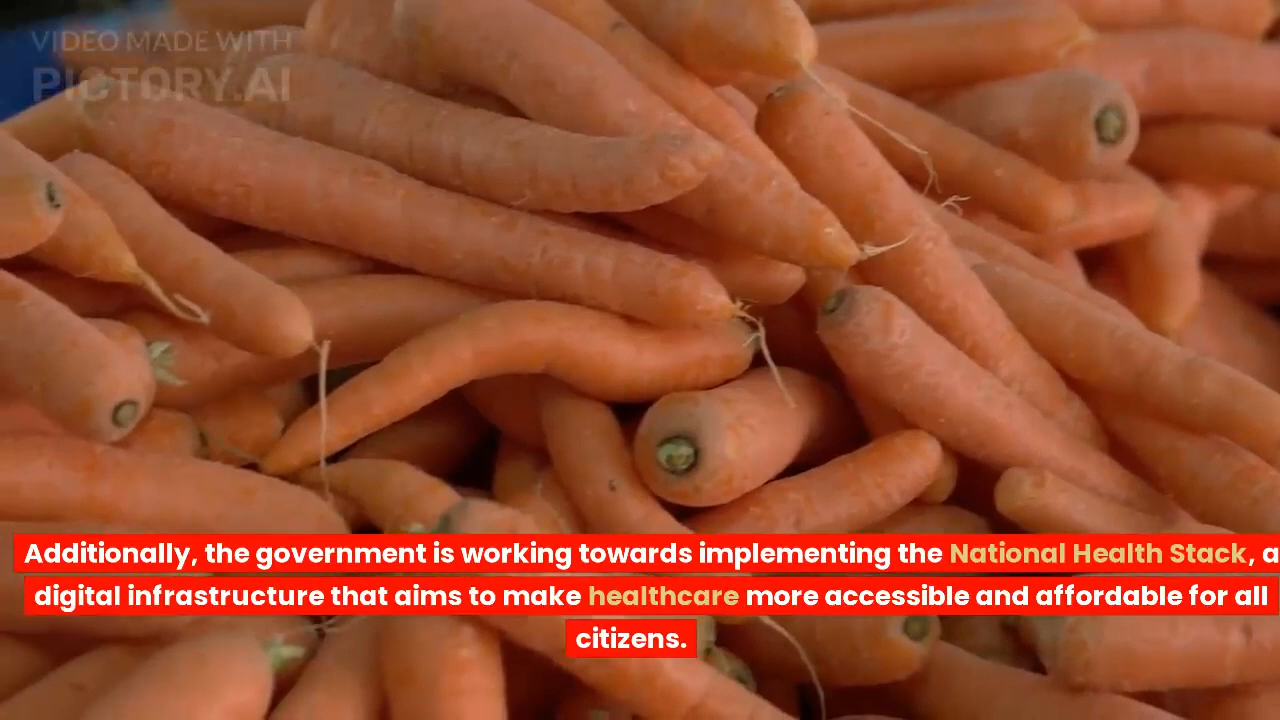 VIDEO MADE WITH
PICTORY.AI
Additionally, the government is working towards implementing the National Health Stack, a
digital infrastructure that aims to make healthcare more accessible and affordable for all
citizens.